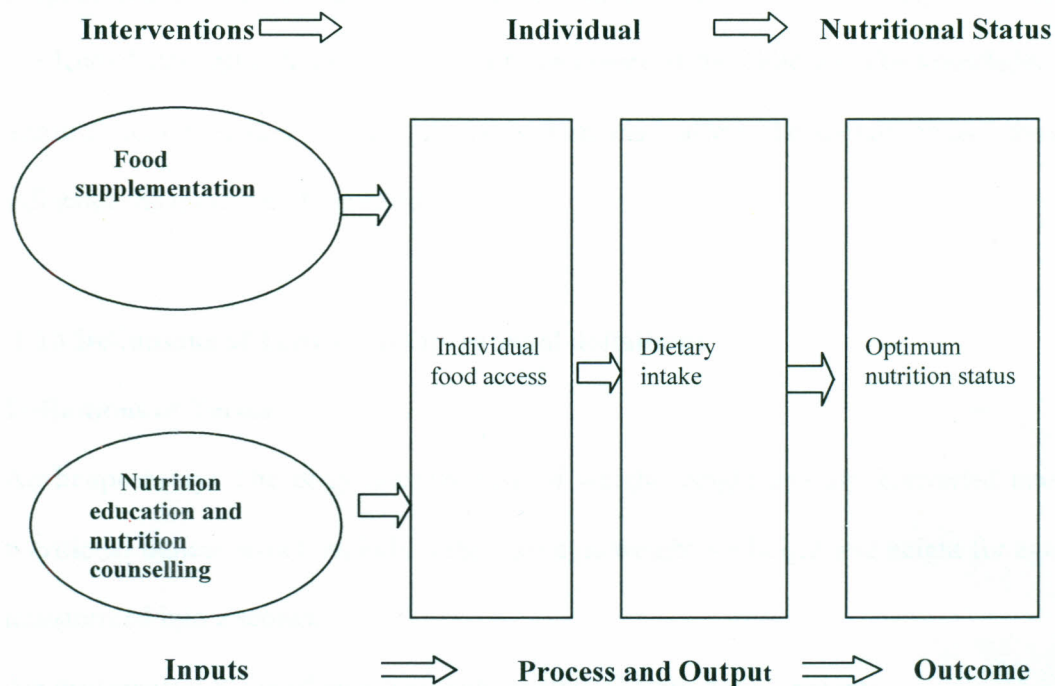 Interventions
Individual
Nutritional Status
Food
supplementation
Individual
food access
Dietary
intake
Optimum
nutrition status
Nutrition
education and
nutrition
counselling
Inputs
Process and Output
Outcome